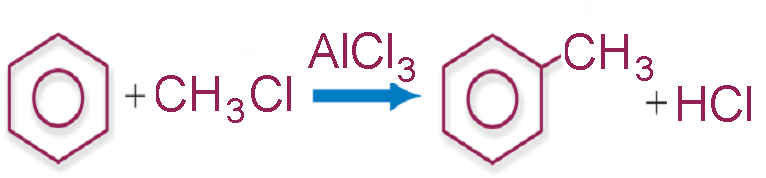 + CH₃Cl AlCl₃ CH₃ + HCl